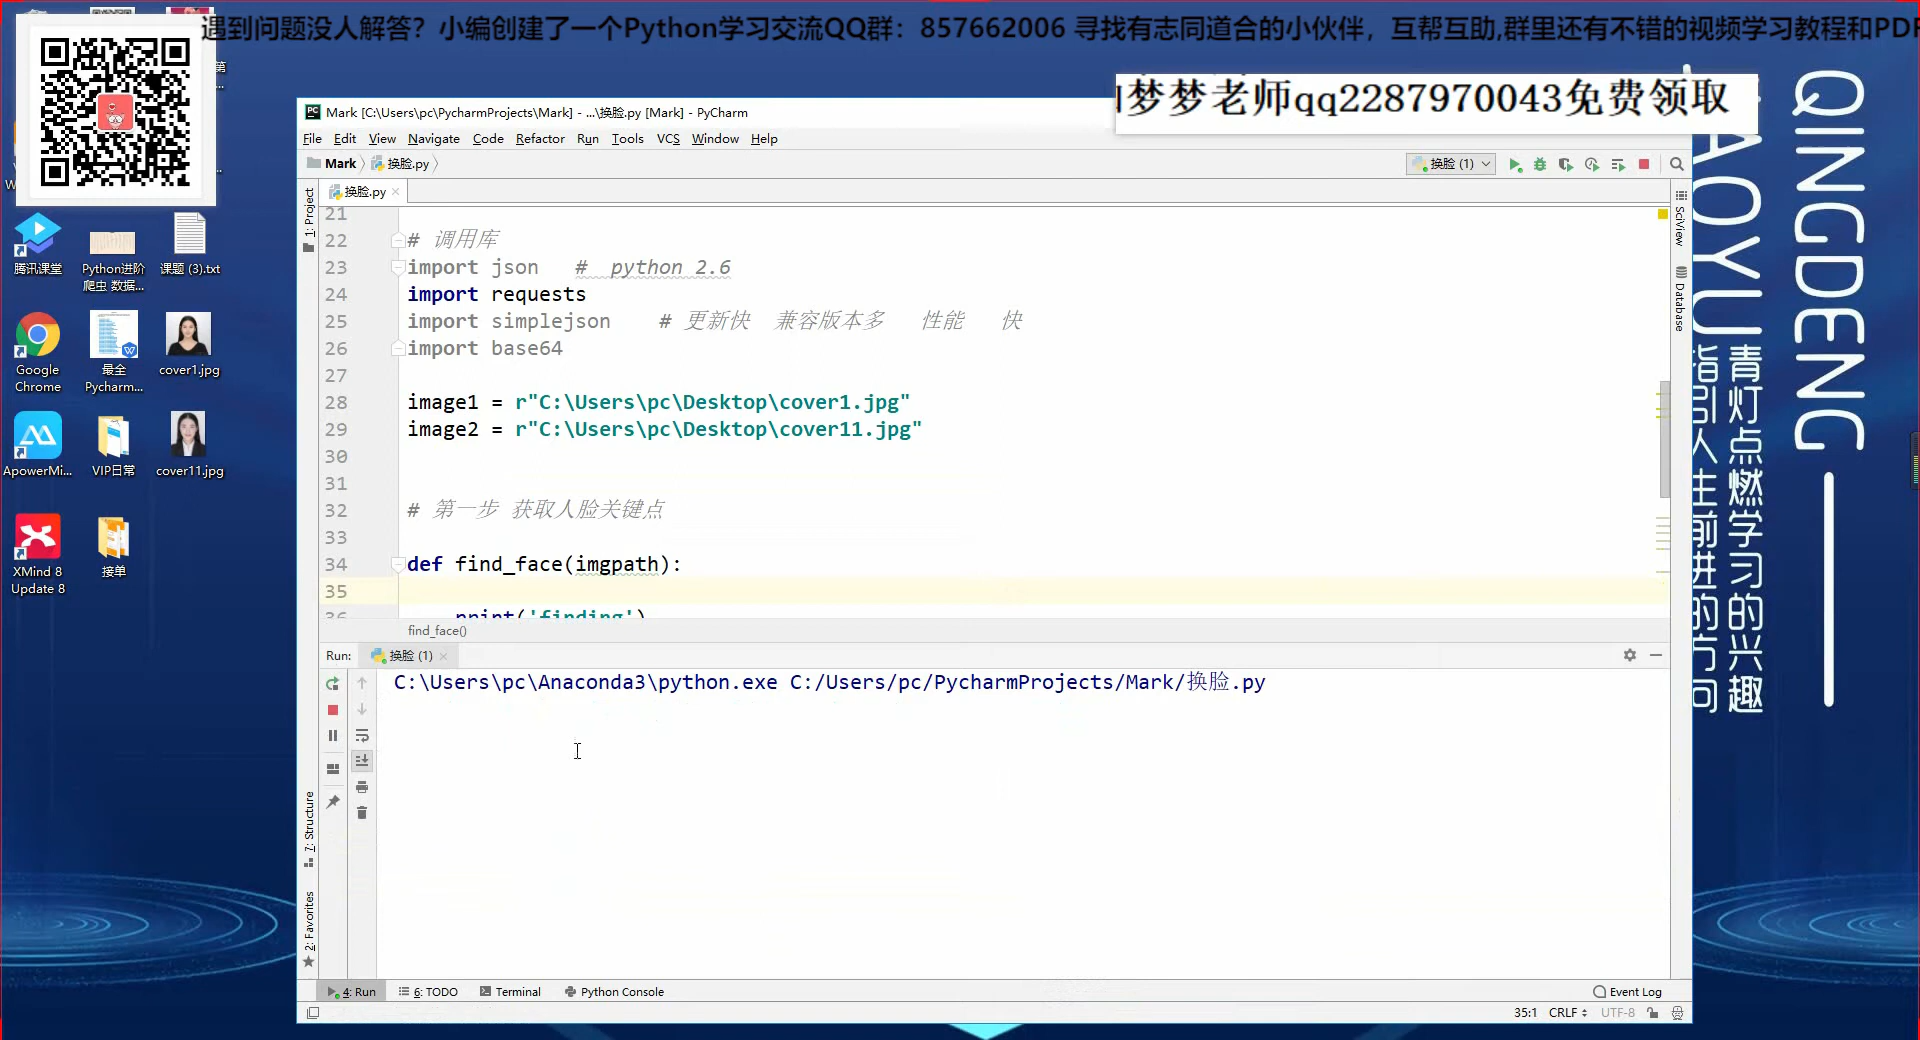 遇到问题没人解答？小编创建了一个Python学习交流QQ群：857662006 寻找有志同道合的小伙伴，互帮互助,群里还有不错的视频学习教程和PDF
梦梦老师qq2287970043免费领取
QINGDENG
AOYU
青灯点燃学习的兴趣
指引人生前进的方向
腾讯课堂
Python进阶
爬虫 数据...
课题 (3).txt
Google
Chrome
最全
Pycharm...
cover1.jpg
ApowerMi...
VIP日常
cover11.jpg
XMind 8
Update 8
接单
Mark [C:\Users\pc\PycharmProjects\Mark] - ...\换脸.py [Mark] - PyCharm
File Edit View Navigate Code Refactor Run Tools VCS Window Help
Mark 换脸.py
换脸 (1)
换脸.py
1: Project
SciView
Database
21
22 # 调用库
23 import json # python 2.6
24 import requests
25 import simplejson # 更新快 兼容版本多 性能 快
26 import base64
27
28 image1 = r"C:\Users\pc\Desktop\cover1.jpg"
29 image2 = r"C:\Users\pc\Desktop\cover11.jpg"
30
31
32 # 第一步 获取人脸关键点
33
34 def find_face(imgpath):
35
36 print('finding')
find_face()
Run: 换脸 (1)
C:\Users\pc\Anaconda3\python.exe C:/Users/pc/PycharmProjects/Mark/换脸.py
7: Structure
2: Favorites
4: Run 6: TODO Terminal Python Console
Event Log
35:1 CRLF UTF-8